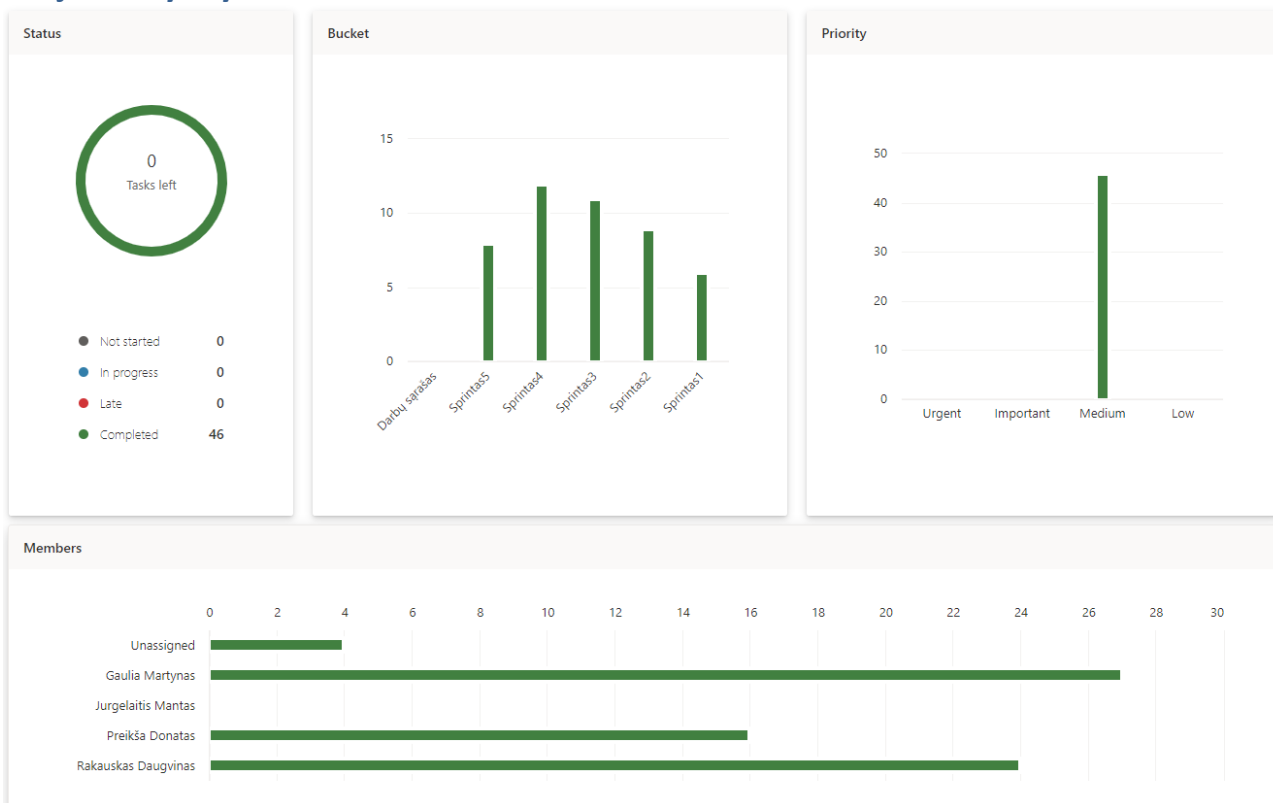 Status
0
Tasks left
Not started 0
In progress 0
Late 0
Completed 46
Bucket
15
10
5
0
Darbų sąrašas
Sprintas5
Sprintas4
Sprintas3
Sprintas2
Sprintas1
Priority
50
40
30
20
10
0
Urgent Important Medium Low
Members
0 2 4 6 8 10 12 14 16 18 20 22 24 26 28 30
Unassigned
Gaulia Martynas
Jurgelaitis Mantas
Preikša Donatas
Rakauskas Daugvinas